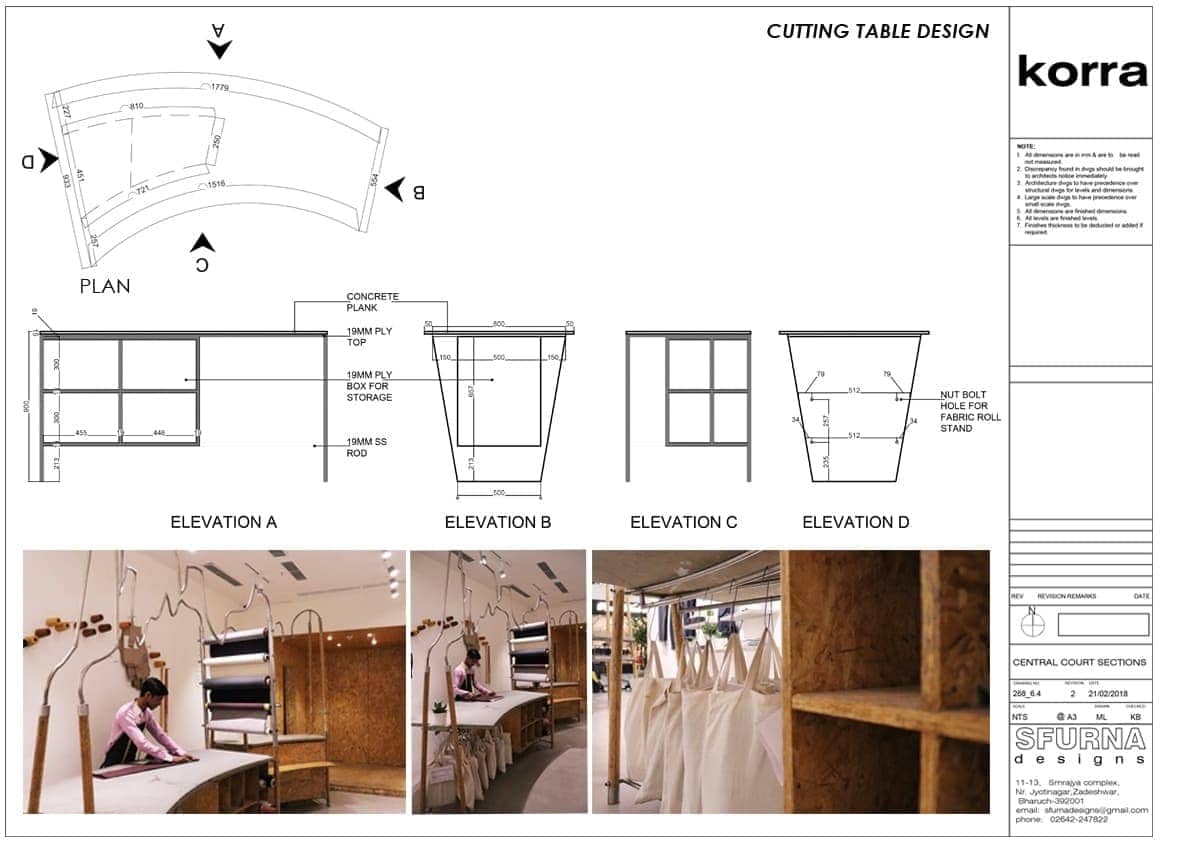 CUTTING TABLE DESIGN
A
1779
227
810
250
D
451
933
721
1516
554
B
257
C
PLAN
CONCRETE
PLANK
19MM PLY
TOP
19MM PLY
BOX FOR
STORAGE
19MM SS
ROD
19
19
300
900
300
455
19
446
19
213
ELEVATION A
50
800
50
150
500
150
657
213
500
ELEVATION B
ELEVATION C
79
79
512
34
257
34
512
235
NUT BOLT
HOLE FOR
FABRIC ROLL
STAND
ELEVATION D
korra
NOTE:
1. All dimensions are in mm & are to be read
not measured.
2. Discrepancy found in dwgs should be brought
to architects notice immediately.
3. Architecture dwgs to have precedence over
structural dwgs for levels and dimensions.
4. Large scale dwgs to have precedence over
small scale dwgs.
5. All dimensions are finished dimensions.
6. All levels are finished levels.
7. Finishes thickness to be deducted or added if
required.
REV REVISION REMARKS DATE
N
CENTRAL COURT SECTIONS
DRAWING NO. REVISION DATE
268_6.4 2 21/02/2018
SCALE DRAWN CHECKED
NTS @ A3 ML KB
SFURNA
designs
11-13, Smrajya complex,
Nr. Jyotinagar,Zadeshwar,
Bharuch-392001
email: sfurnadesigns@gmail.com
phone: 02642-247822